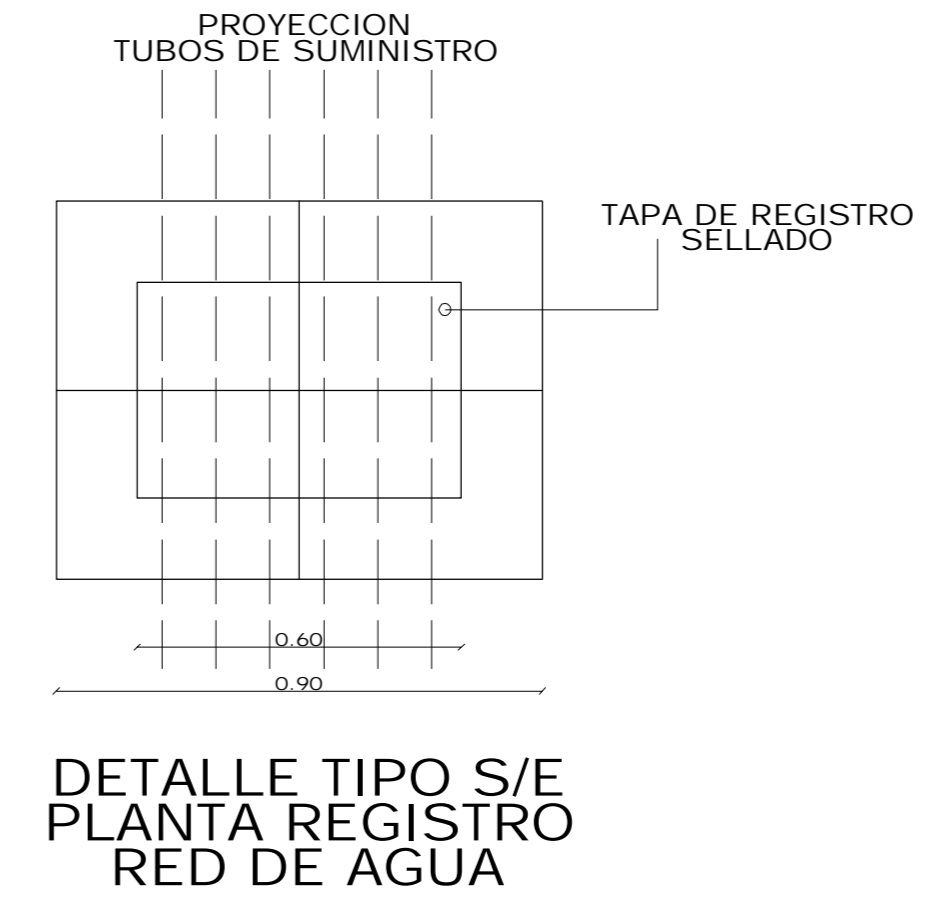 PROYECCION
TUBOS DE SUMINISTRO
TAPA DE REGISTRO
SELLADO
0.60
0.90
DETALLE TIPO S/E
PLANTA REGISTRO
RED DE AGUA